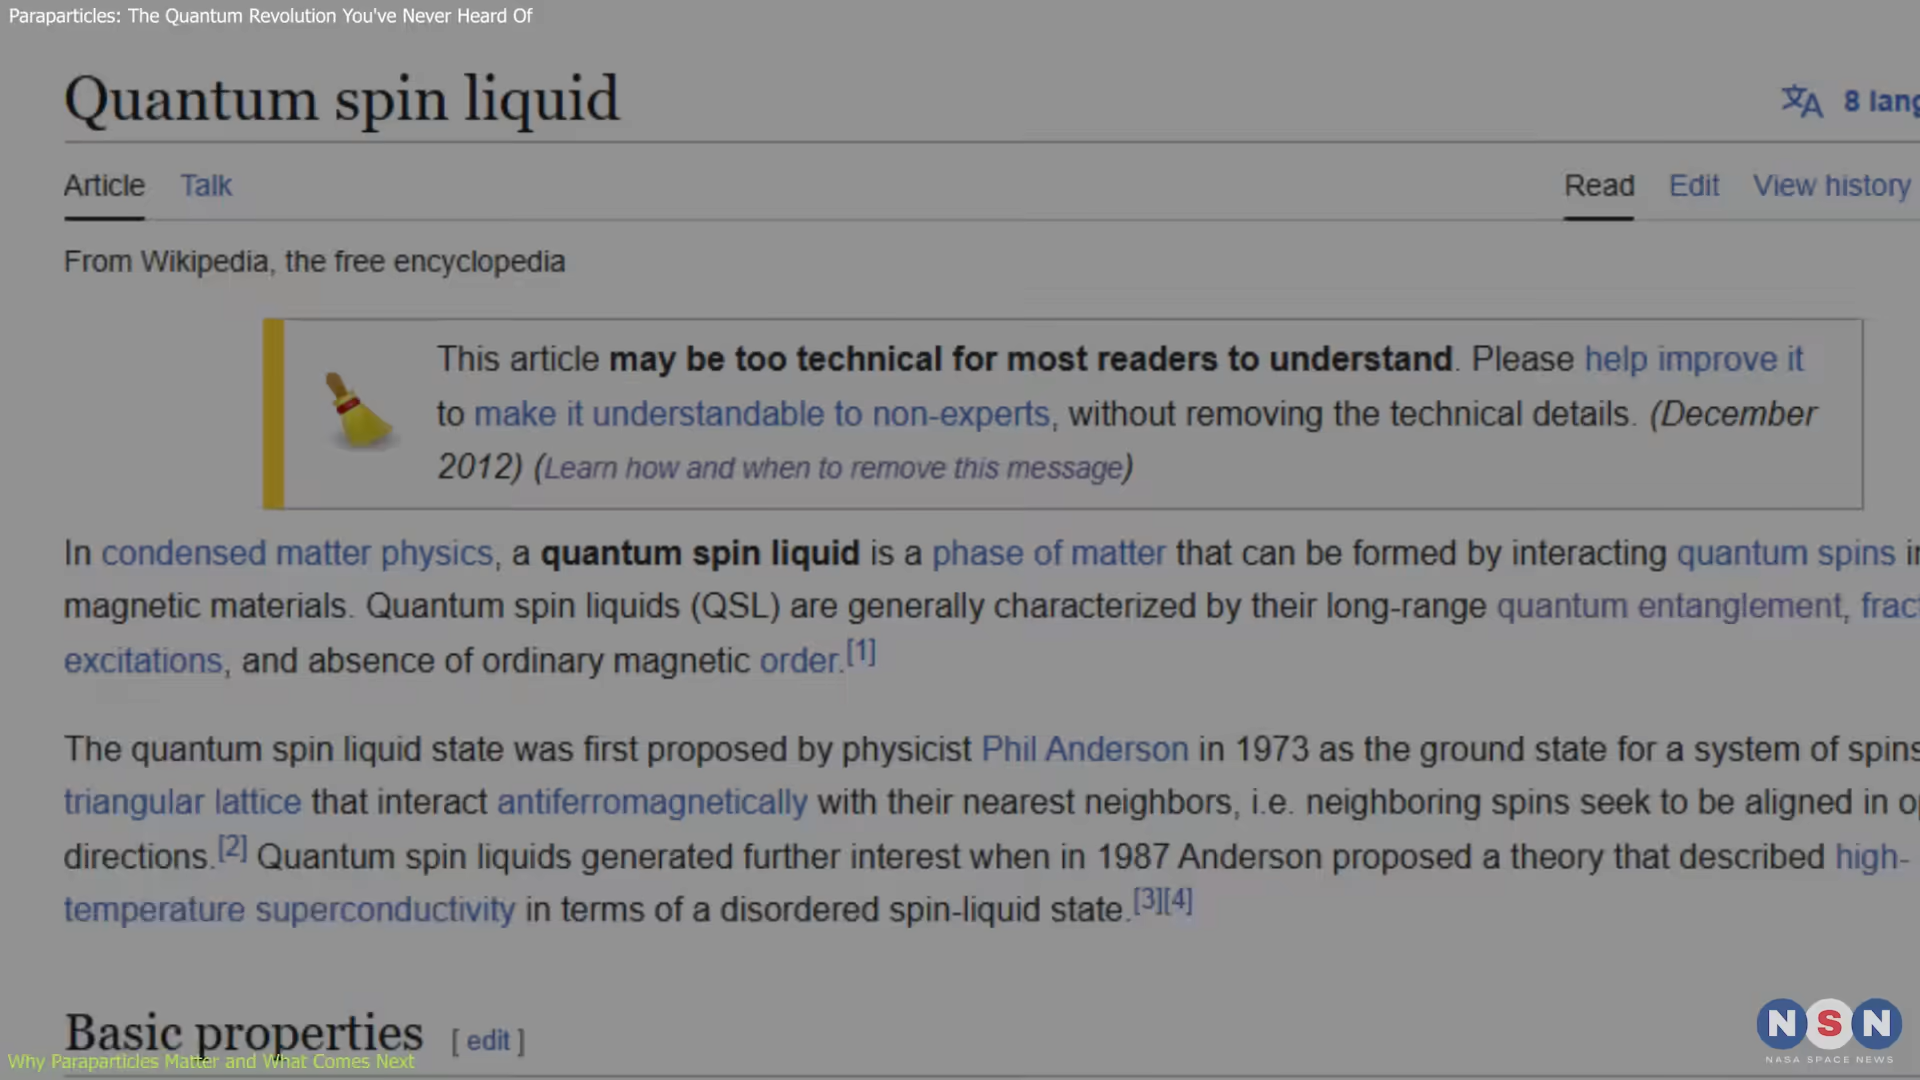 Paraparticles: The Quantum Revolution You've Never Heard Of
Quantum spin liquid
8 lang
Article Talk
Read Edit View history
From Wikipedia, the free encyclopedia
This article may be too technical for most readers to understand. Please help improve it
to make it understandable to non-experts, without removing the technical details. (December
2012) (Learn how and when to remove this message)
In condensed matter physics, a quantum spin liquid is a phase of matter that can be formed by interacting quantum spins in
magnetic materials. Quantum spin liquids (QSL) are generally characterized by their long-range quantum entanglement, fract
excitations, and absence of ordinary magnetic order.[1]
The quantum spin liquid state was first proposed by physicist Phil Anderson in 1973 as the ground state for a system of spins
triangular lattice that interact antiferromagnetically with their nearest neighbors, i.e. neighboring spins seek to be aligned in op
directions.[2] Quantum spin liquids generated further interest when in 1987 Anderson proposed a theory that described high-
temperature superconductivity in terms of a disordered spin-liquid state.[3][4]
Basic properties [ edit ]
Why Paraparticles Matter and What Comes Next
NSN
NASA SPACE NEWS